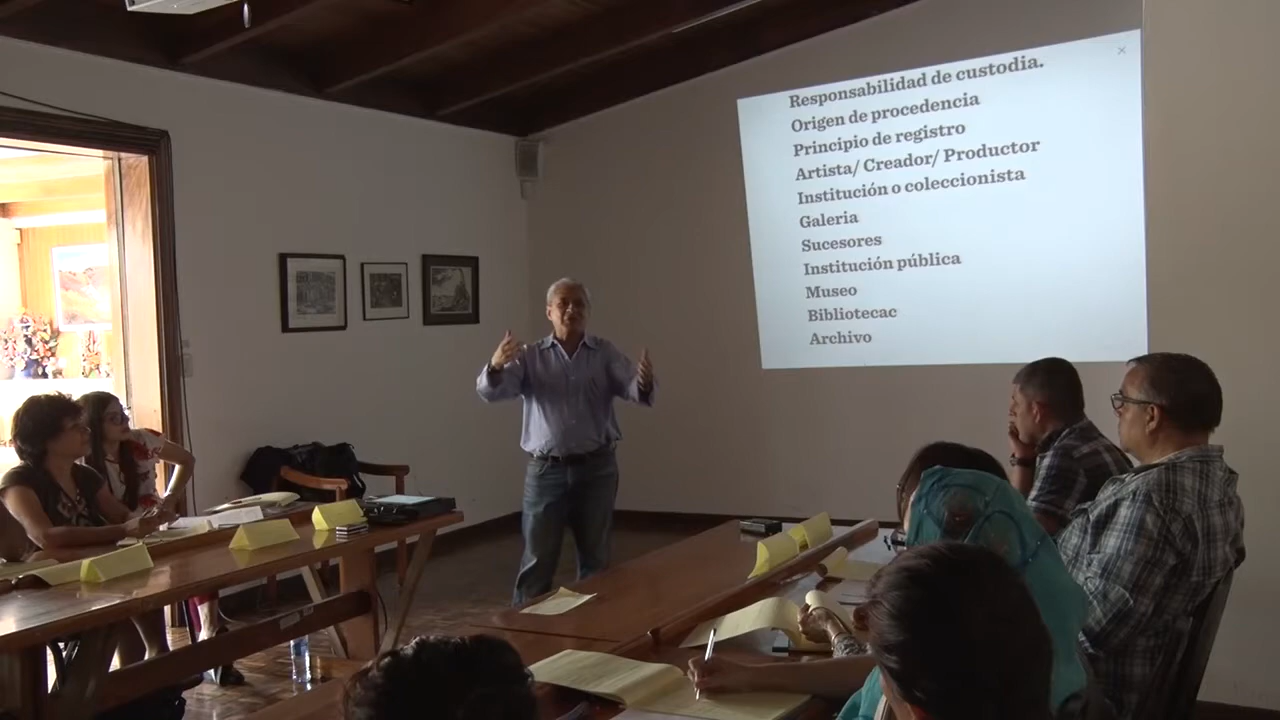 Responsabilidad de custodia.
Origen de procedencia
Principio de registro
Artista/ Creador/ Productor
Institución o coleccionista
Galeria
Sucesores
Institución pública
Museo
Bibliotecac
Archivo